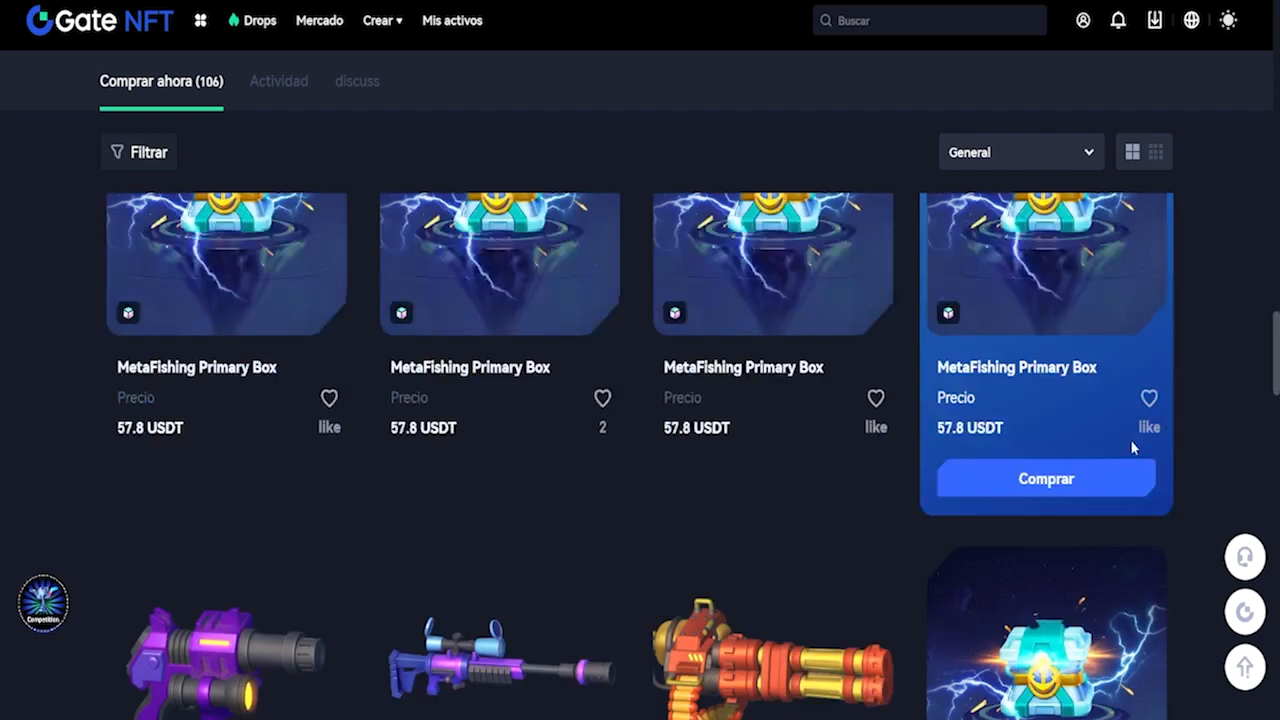 Gate NFT Drops Mercado Crear Mis activos Buscar
Comprar ahora (106) Actividad discuss
Filtrar General
MetaFishing Primary Box MetaFishing Primary Box MetaFishing Primary Box MetaFishing Primary Box
Precio Precio Precio Precio
57.8 USDT like 57.8 USDT 2 57.8 USDT like 57.8 USDT like
Comprar
Competition